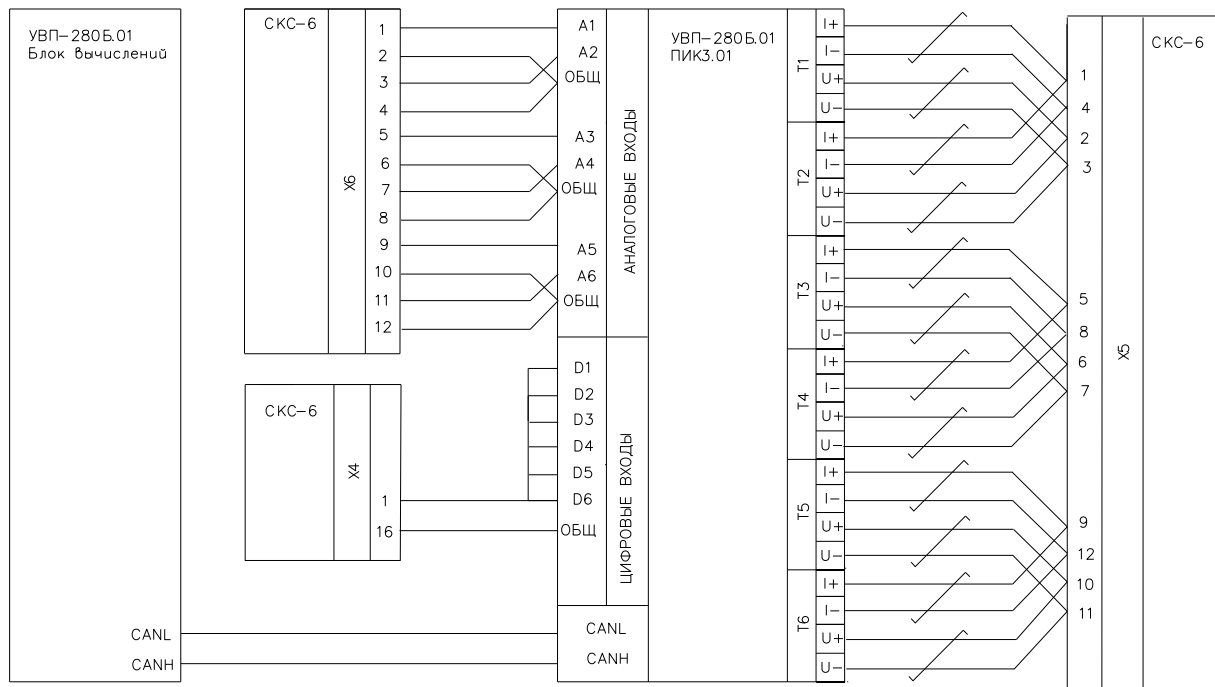 УВП-280Б.01
Блок вычислений
CANL
CANH
СКС-6
X6
1
2
3
4
5
6
7
8
9
10
11
12
СКС-6
X4
1
16
A1
A2
ОБЩ
A3
A4
ОБЩ
A5
A6
ОБЩ
АНАЛОГОВЫЕ ВХОДЫ
D1
D2
D3
D4
D5
D6
ОБЩ
ЦИФРОВЫЕ ВХОДЫ
CANL
CANH
УВП-280Б.01
ПИК3.01
T1
I+
I-
U+
U-
T2
I+
I-
U+
U-
T3
I+
I-
U+
U-
T4
I+
I-
U+
U-
T5
I+
I-
U+
U-
T6
I+
I-
U+
U-
1
4
2
3
5
8
6
7
9
12
10
11
X5
СКС-6